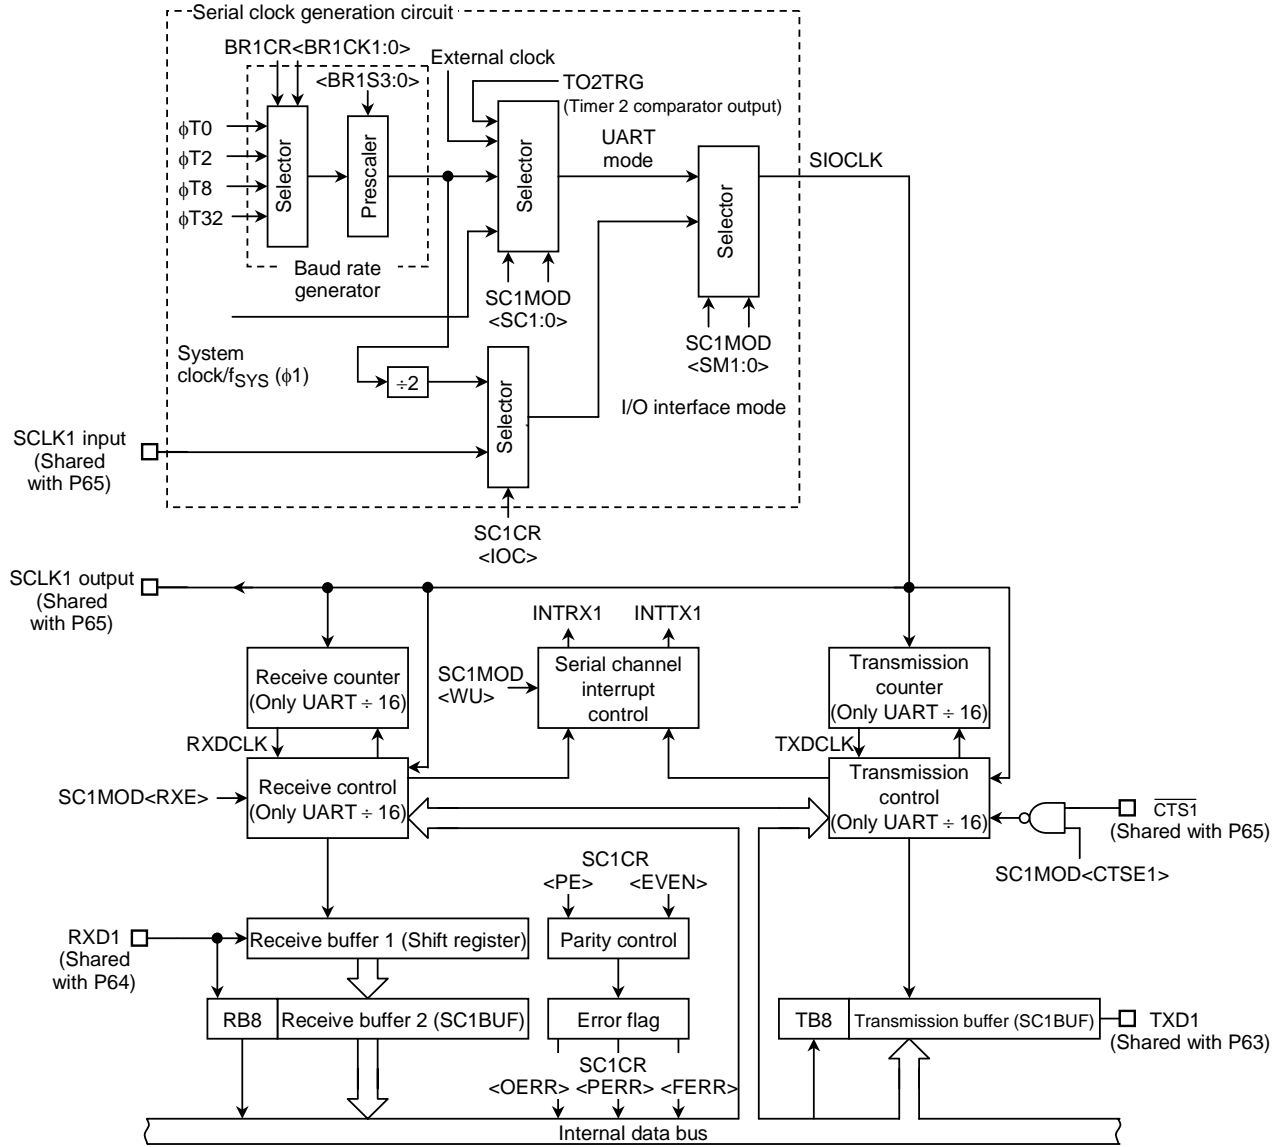 Serial clock generation circuit
BR1CR<BR1CK1:0>
<BR1S3:0>
External clock
TO2TRG
(Timer 2 comparator output)
ϕT0
ϕT2
ϕT8
ϕT32
Selector
Prescaler
Selector
UART
mode
Selector
SIOCLK
Baud rate
generator
SC1MOD
<SC1:0>
SC1MOD
<SM1:0>
System
clock/fSYS (ϕ1)
÷2
Selector
I/O interface mode
SCLK1 input
(Shared
with P65)
SC1CR
<IOC>
SCLK1 output
(Shared
with P65)
INTRX1
INTTX1
Receive counter
(Only UART ÷ 16)
SC1MOD
<WU>
Serial channel
interrupt
control
Transmission
counter
(Only UART ÷ 16)
RXDCLK
TXDCLK
SC1MOD<RXE>
Receive control
(Only UART ÷ 16)
Transmission
control
(Only UART ÷ 16)
CTS1
(Shared with P65)
SC1MOD<CTSE1>
SC1CR
<PE>
<EVEN>
RXD1
(Shared
with P64)
Receive buffer 1 (Shift register)
Parity control
RB8
Receive buffer 2 (SC1BUF)
Error flag
TB8
Transmission buffer (SC1BUF)
TXD1
(Shared with P63)
SC1CR
<OERR>
<PERR>
<FERR>
Internal data bus